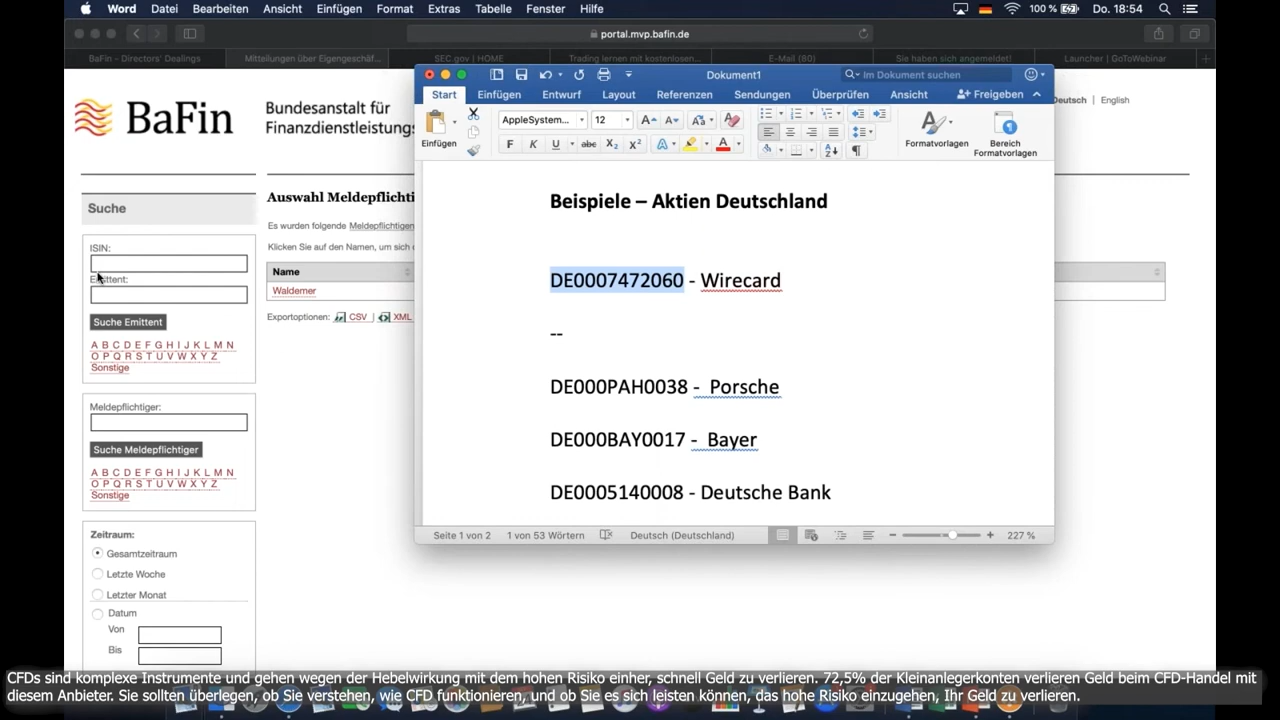 Word Datei Bearbeiten Ansicht Einfügen Format Extras Tabelle Fenster Hilfe 100 % Do. 18:54
portal.mvp.bafin.de
BaFin - Directors' Dealings Mitteilungen über Eigengeschäf... SEC.gov | HOME Trading lernen mit kostenlosen... E-Mail (80) Sie haben sich angemeldet! Launcher | GoToWebinar
Dokument1 Im Dokument suchen
Start Einfügen Entwurf Layout Referenzen Sendungen Überprüfen Ansicht Freigeben
Deutsch | English
BaFin
Bundesanstalt für
Finanzdienstleistungs
AppleSystem... 12
Einfügen
F K U abc X₂ X²
Formatvorlagen
Bereich
Formatvorlagen
Suche
Auswahl Meldepflichti
Es wurden folgende Meldepflichtigen
Klicken Sie auf den Namen, um sich
Name
Waldemer
Exportoptionen: CSV | XML
ISIN:
Emittent:
Suche Emittent
A B C D E F G H I J K L M N
O P Q R S T U V W X Y Z
Sonstige
Meldepflichtiger:
Suche Meldepflichtiger
A B C D E F G H I J K L M N
O P Q R S T U V W X Y Z
Sonstige
Zeitraum:
Gesamtzeitraum
Letzte Woche
Letzter Monat
Datum
Von
Bis
Beispiele – Aktien Deutschland
DE0007472060 - Wirecard
--
DE000PAH0038 - Porsche
DE000BAY0017 - Bayer
DE0005140008 - Deutsche Bank
Seite 1 von 2 1 von 53 Wörtern Deutsch (Deutschland) 227 %
CFDs sind komplexe Instrumente und gehen wegen der Hebelwirkung mit dem hohen Risiko einher, schnell Geld zu verlieren. 72,5% der Kleinanlegerkonten verlieren Geld beim CFD-Handel mit
diesem Anbieter. Sie sollten überlegen, ob Sie verstehen, wie CFD funktionieren, und ob Sie es sich leisten können, das hohe Risiko einzugehen, Ihr Geld zu verlieren.